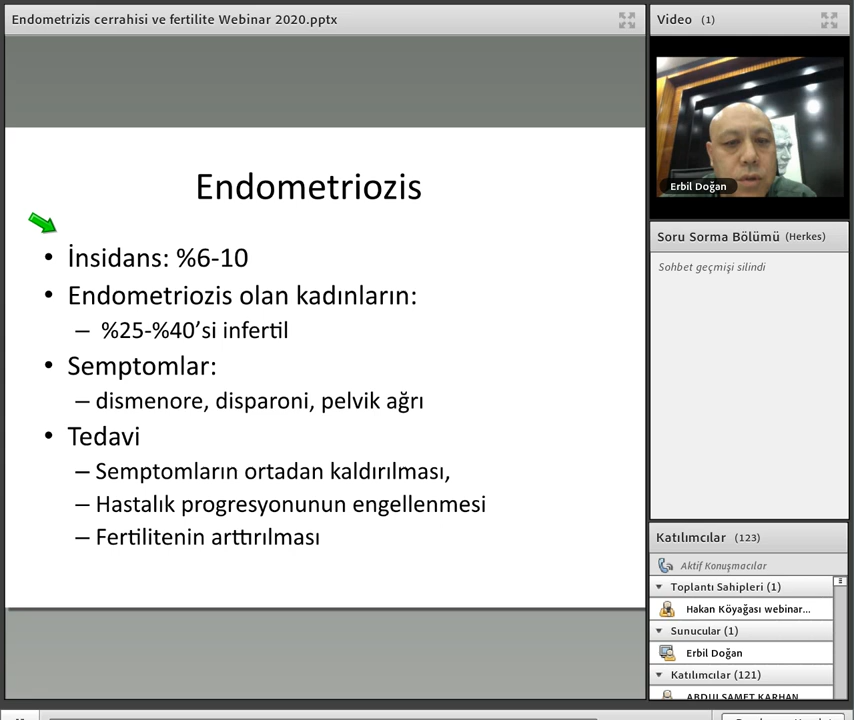 Endometrizis cerrahisi ve fertilite Webinar 2020.pptx
Endometriozis
• İnsidans: %6-10
• Endometriozis olan kadınların:
– %25-%40’si infertil
• Semptomlar:
– dismenore, disparoni, pelvik ağrı
• Tedavi
– Semptomların ortadan kaldırılması,
– Hastalık progresyonunun engellenmesi
– Fertilitenin arttırılması
Video (1)
Erbil Doğan
Soru Sorma Bölümü (Herkes)
Sohbet geçmişi silindi
Katılımcılar (123)
Aktif Konuşmacılar
Toplantı Sahipleri (1)
Hakan Köyağası webinar...
Sunucular (1)
Erbil Doğan
Katılımcılar (121)
ABDULSAMET KARHAN